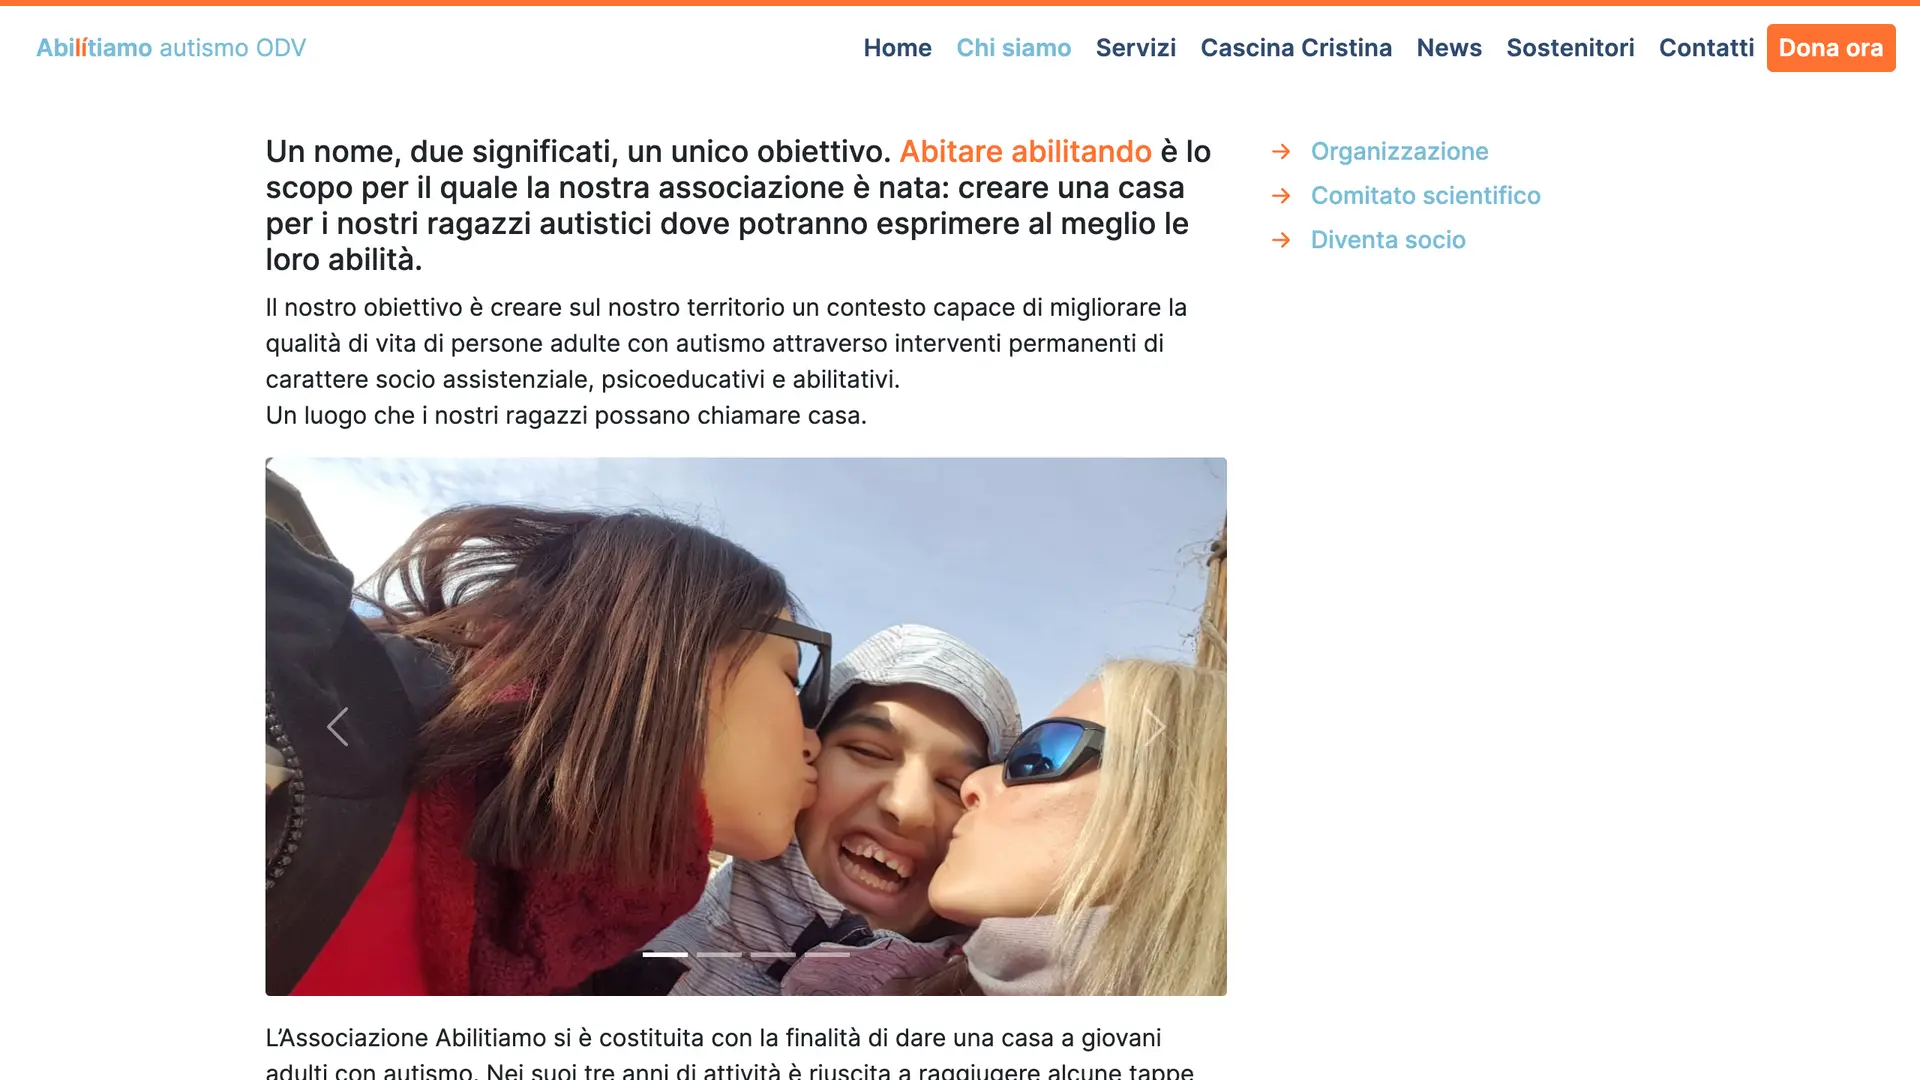 Abilítiamo autismo ODV
Home Chi siamo Servizi Cascina Cristina News Sostenitori Contatti Dona ora
Un nome, due significati, un unico obiettivo. Abitare abilitando è lo
scopo per il quale la nostra associazione è nata: creare una casa
per i nostri ragazzi autistici dove potranno esprimere al meglio le
loro abilità.
Il nostro obiettivo è creare sul nostro territorio un contesto capace di migliorare la
qualità di vita di persone adulte con autismo attraverso interventi permanenti di
carattere socio assistenziale, psicoeducativi e abilitativi.
Un luogo che i nostri ragazzi possano chiamare casa.
L’Associazione Abilitiamo si è costituita con la finalità di dare una casa a giovani
adulti con autismo. Nei suoi tre anni di attività è riuscita a raggiugere alcune tappe
→ Organizzazione
→ Comitato scientifico
→ Diventa socio